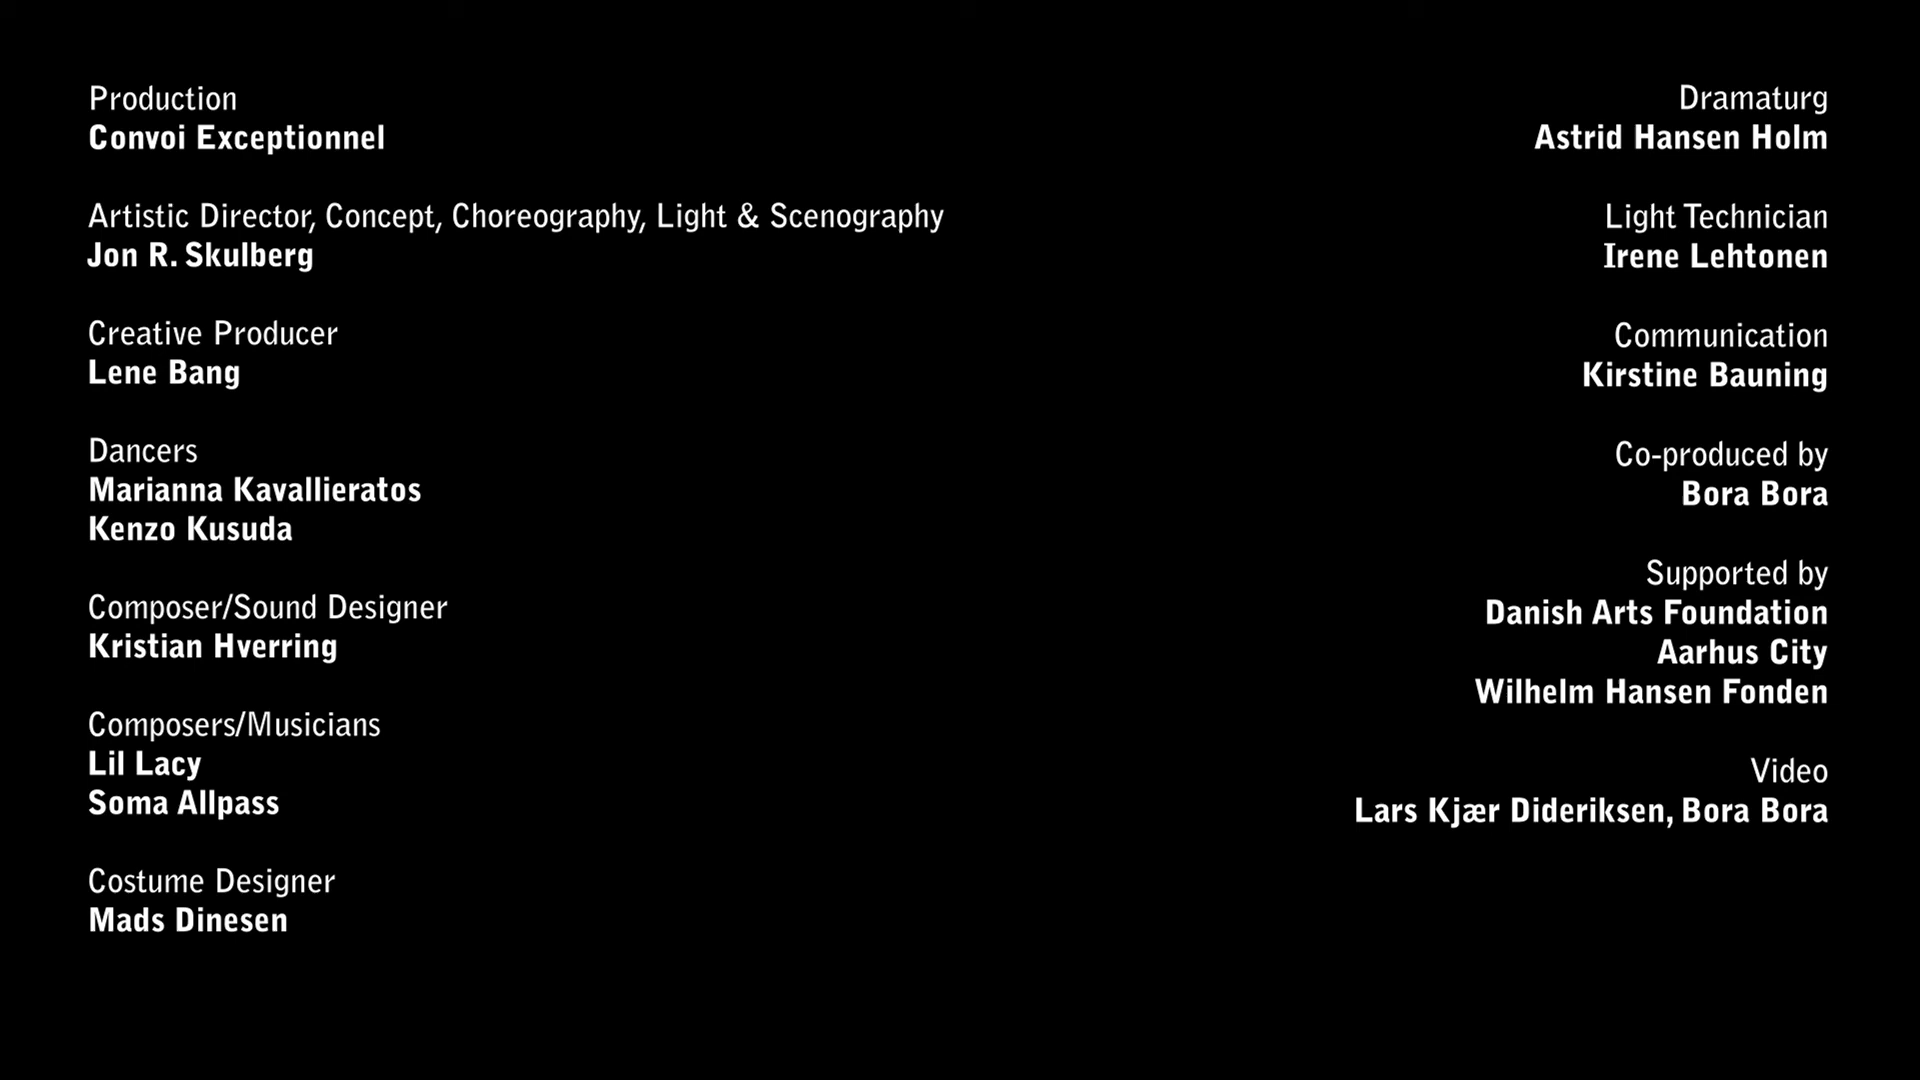 Production
Convoi Exceptionnel
Artistic Director, Concept, Choreography, Light & Scenography
Jon R. Skulberg
Creative Producer
Lene Bang
Dancers
Marianna Kavallieratos
Kenzo Kusuda
Composer/Sound Designer
Kristian Hverring
Composers/Musicians
Lil Lacy
Soma Allpass
Costume Designer
Mads Dinesen
Dramaturg
Astrid Hansen Holm
Light Technician
Irene Lehtonen
Communication
Kirstine Bauning
Co-produced by
Bora Bora
Supported by
Danish Arts Foundation
Aarhus City
Wilhelm Hansen Fonden
Video
Lars Kjær Dideriksen, Bora Bora